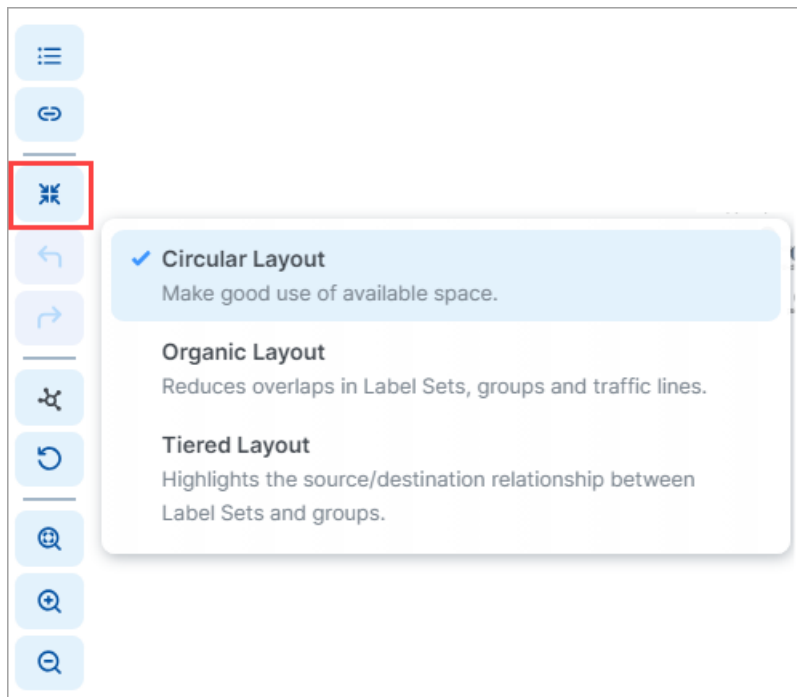 Circular Layout
Make good use of available space.
Organic Layout
Reduces overlaps in Label Sets, groups and traffic lines.
Tiered Layout
Highlights the source/destination relationship between
Label Sets and groups.